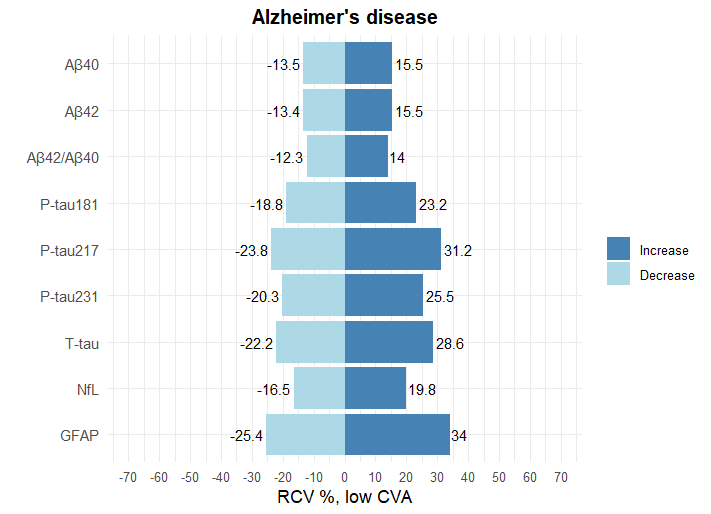 Alzheimer's disease
Aβ40 -13.5 15.5
Aβ42 -13.4 15.5
Aβ42/Aβ40 -12.3 14
P-tau181 -18.8 23.2
P-tau217 -23.8 31.2
P-tau231 -20.3 25.5
T-tau -22.2 28.6
NfL -16.5 19.8
GFAP -25.4 34
-70 -60 -50 -40 -30 -20 -10 0 10 20 30 40 50 60 70
RCV %, low CVA
Increase
Decrease